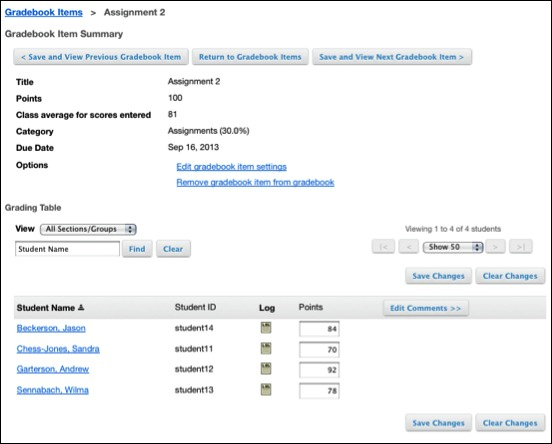 Gradebook Items > Assignment 2
Gradebook Item Summary
< Save and View Previous Gradebook Item Return to Gradebook Items Save and View Next Gradebook Item >
Title Assignment 2
Points 100
Class average for scores entered 81
Category Assignments (30.0%)
Due Date Sep 16, 2013
Options Edit gradebook item settings
Remove gradebook item from gradebook
Grading Table
View All Sections/Groups Viewing 1 to 4 of 4 students
Student Name Find Clear |< < Show 50 > >|
Save Changes Clear Changes
Student Name Student ID Log Points Edit Comments >>
Beckerson, Jason student14 84
Chess-Jones, Sandra student11 70
Garterson, Andrew student12 92
Sennabach, Wilma student13 78
Save Changes Clear Changes